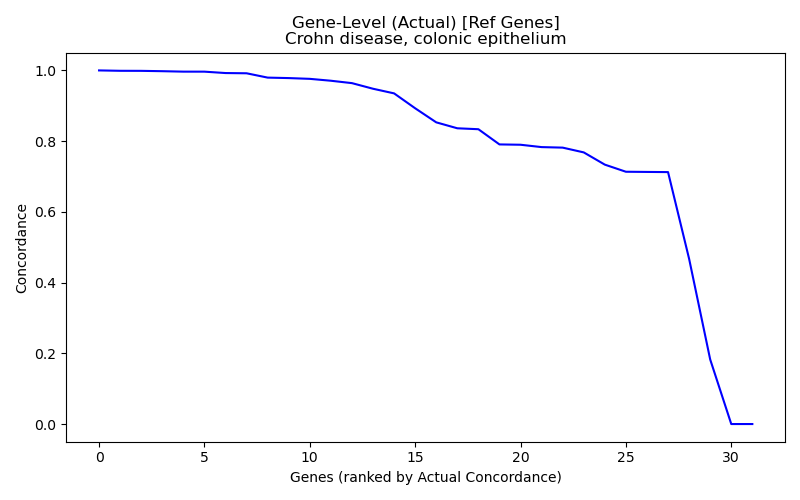 Gene-Level (Actual) [Ref Genes]
Crohn disease, colonic epithelium
Concordance
1.0
0.8
0.6
0.4
0.2
0.0
0 5 10 15 20 25 30
Genes (ranked by Actual Concordance)